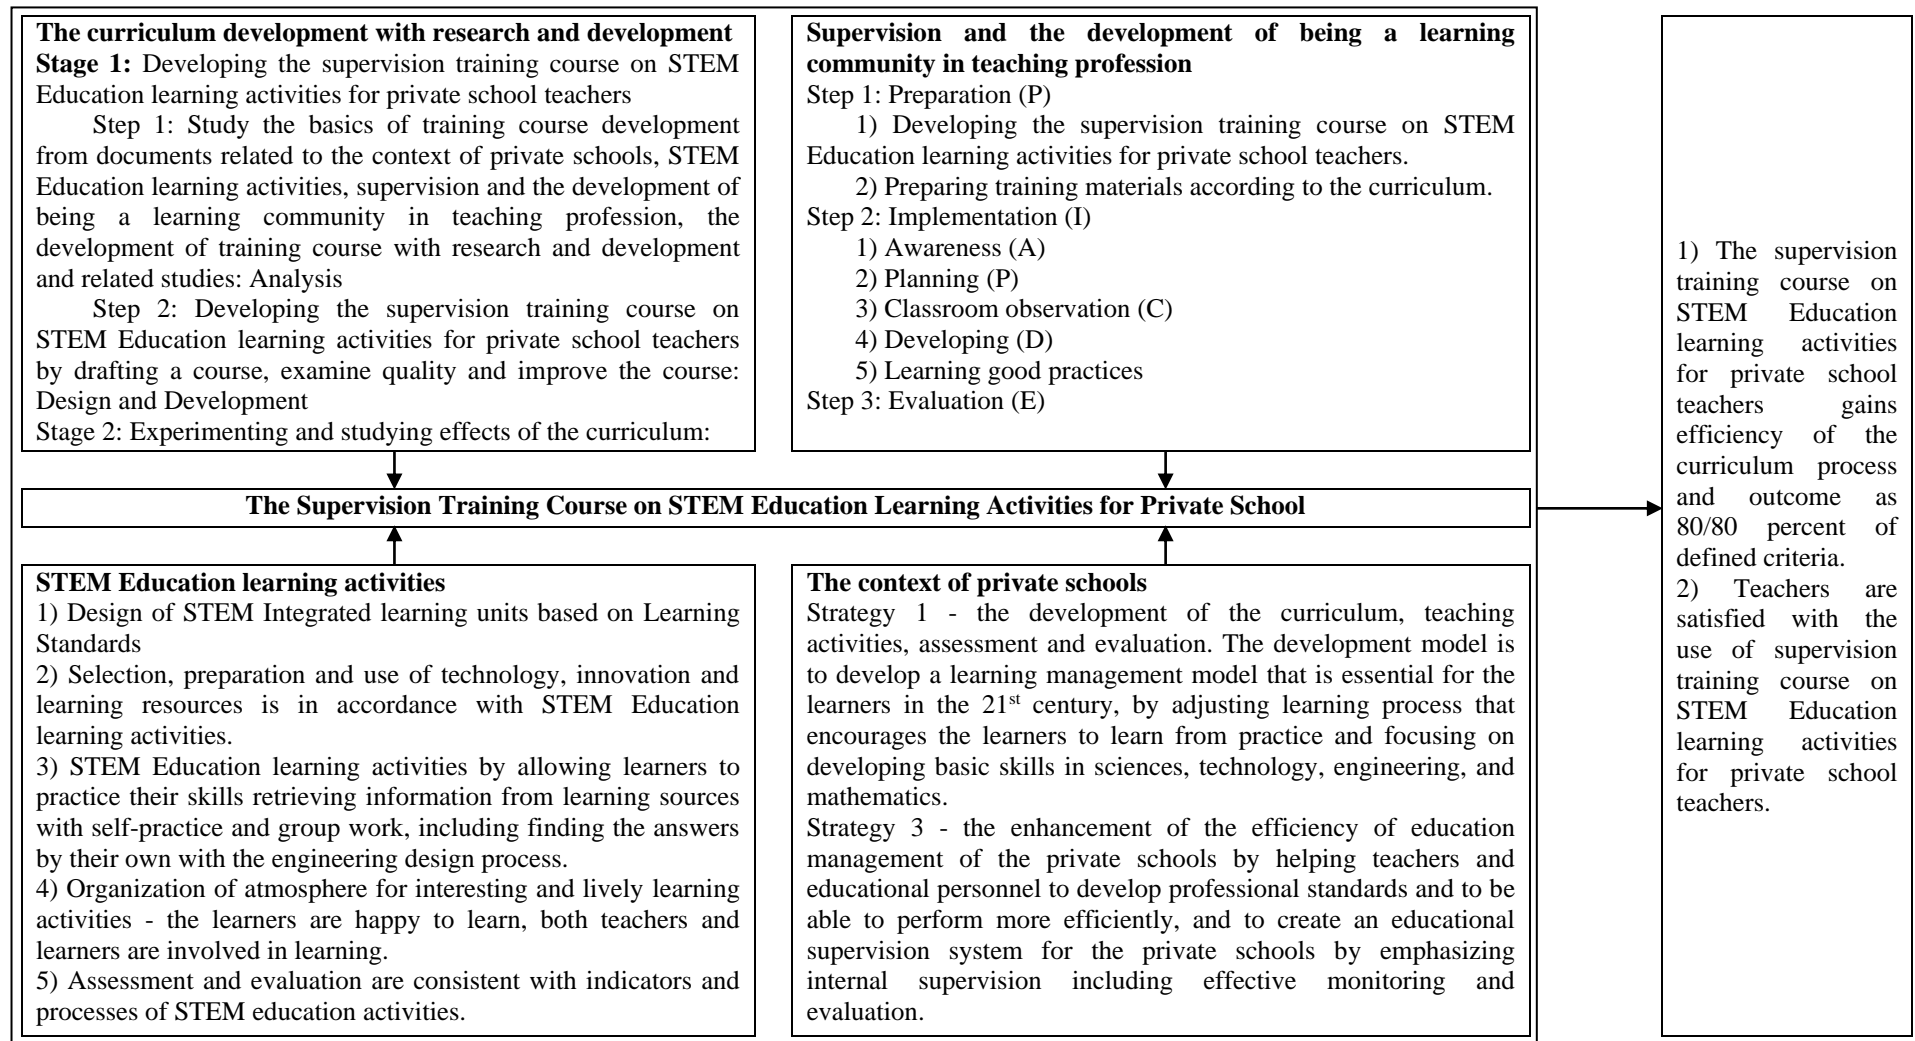 The curriculum development with research and development
Stage 1: Developing the supervision training course on STEM
Education learning activities for private school teachers
Step 1: Study the basics of training course development
from documents related to the context of private schools, STEM
Education learning activities, supervision and the development of
being a learning community in teaching profession, the
development of training course with research and development
and related studies: Analysis
Step 2: Developing the supervision training course on
STEM Education learning activities for private school teachers
by drafting a course, examine quality and improve the course:
Design and Development
Stage 2: Experimenting and studying effects of the curriculum:
Supervision and the development of being a learning
community in teaching profession
Step 1: Preparation (P)
1) Developing the supervision training course on STEM
Education learning activities for private school teachers.
2) Preparing training materials according to the curriculum.
Step 2: Implementation (I)
1) Awareness (A)
2) Planning (P)
3) Classroom observation (C)
4) Developing (D)
5) Learning good practices
Step 3: Evaluation (E)
The Supervision Training Course on STEM Education Learning Activities for Private School
STEM Education learning activities
1) Design of STEM Integrated learning units based on Learning
Standards
2) Selection, preparation and use of technology, innovation and
learning resources is in accordance with STEM Education
learning activities.
3) STEM Education learning activities by allowing learners to
practice their skills retrieving information from learning sources
with self-practice and group work, including finding the answers
by their own with the engineering design process.
4) Organization of atmosphere for interesting and lively learning
activities - the learners are happy to learn, both teachers and
learners are involved in learning.
5) Assessment and evaluation are consistent with indicators and
processes of STEM education activities.
The context of private schools
Strategy 1 - the development of the curriculum, teaching
activities, assessment and evaluation. The development model is
to develop a learning management model that is essential for the
learners in the 21st century, by adjusting learning process that
encourages the learners to learn from practice and focusing on
developing basic skills in sciences, technology, engineering, and
mathematics.
Strategy 3 - the enhancement of the efficiency of education
management of the private schools by helping teachers and
educational personnel to develop professional standards and to be
able to perform more efficiently, and to create an educational
supervision system for the private schools by emphasizing
internal supervision including effective monitoring and
evaluation.
1) The supervision
training course on
STEM Education
learning activities
for private school
teachers gains
efficiency of the
curriculum process
and outcome as
80/80 percent of
defined criteria.
2) Teachers are
satisfied with the
use of supervision
training course on
STEM Education
learning activities
for private school
teachers.